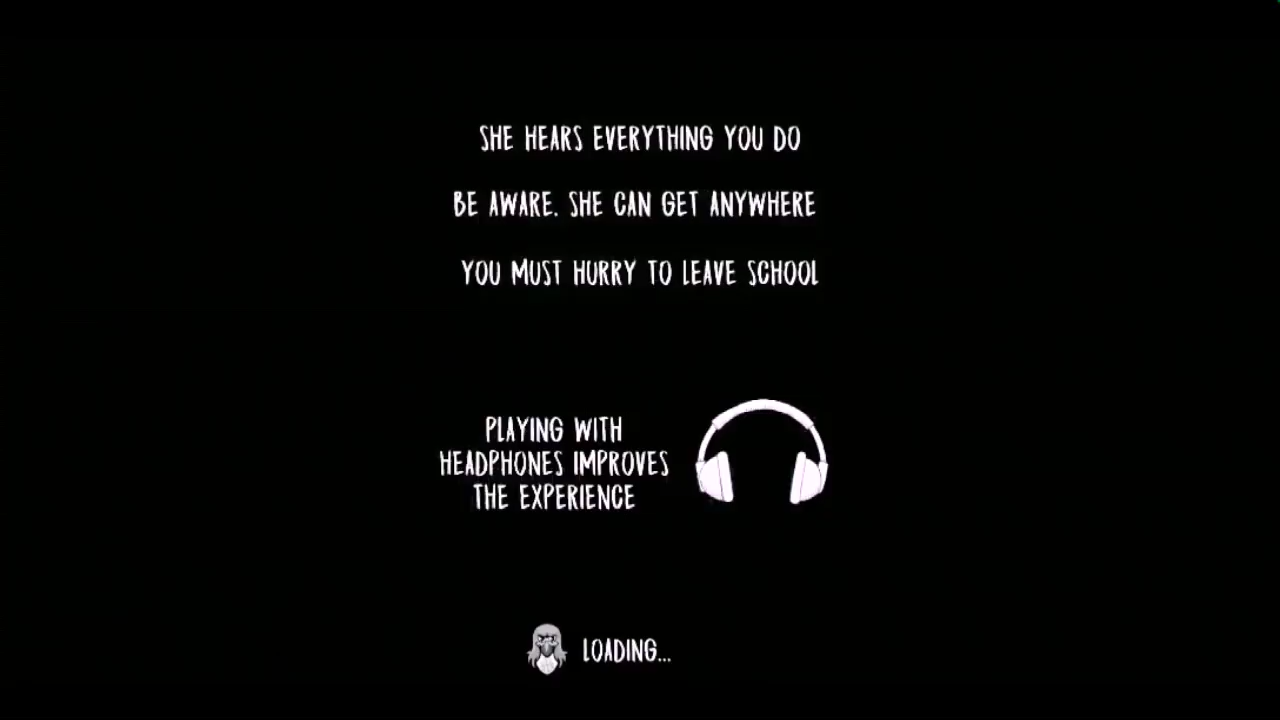 SHE HEARS EVERYTHING YOU DO
BE AWARE. SHE CAN GET ANYWHERE
YOU MUST HURRY TO LEAVE SCHOOL
PLAYING WITH
HEADPHONES IMPROVES
THE EXPERIENCE
LOADING...